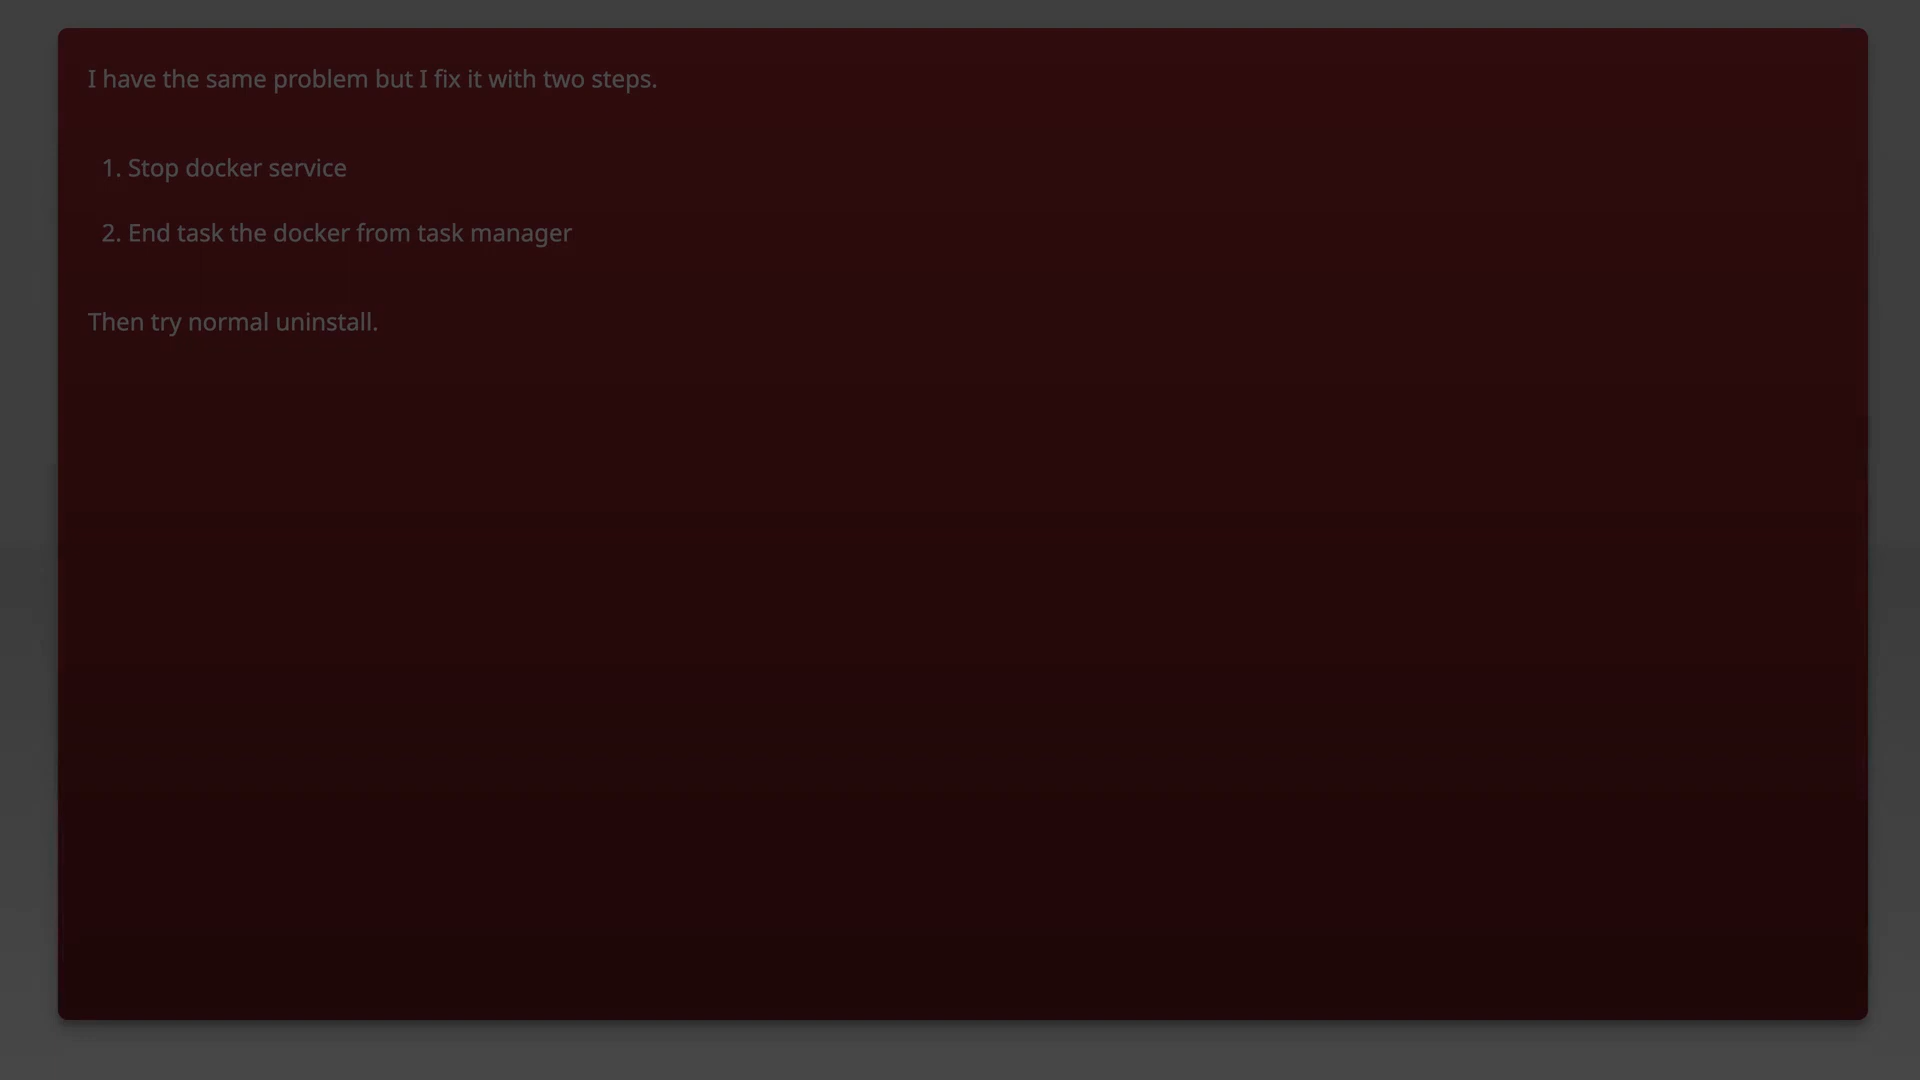 I have the same problem but I fix it with two steps.
1. Stop docker service
2. End task the docker from task manager
Then try normal uninstall.